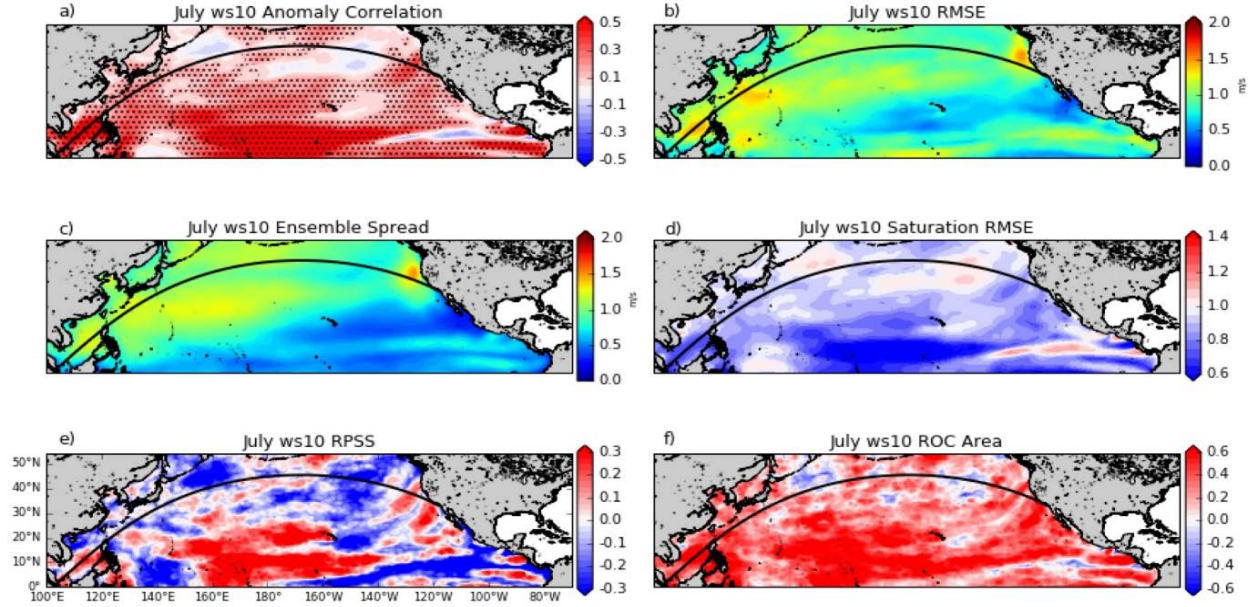 a) July ws10 Anomaly Correlation
0.5
0.3
0.1
-0.1
-0.3
-0.5
b) July ws10 RMSE
2.0
1.5
1.0
0.5
0.0
m/s
c) July ws10 Ensemble Spread
2.0
1.5
1.0
0.5
0.0
m/s
d) July ws10 Saturation RMSE
1.4
1.2
1.0
0.8
0.6
e) July ws10 RPSS
50°N
40°N
30°N
20°N
10°N
0°
100°E 120°E 140°E 160°E 180° 160°W 140°W 120°W 100°W 80°W
0.3
0.2
0.1
0.0
-0.1
-0.2
-0.3
f) July ws10 ROC Area
0.6
0.4
0.2
0.0
-0.2
-0.4
-0.6